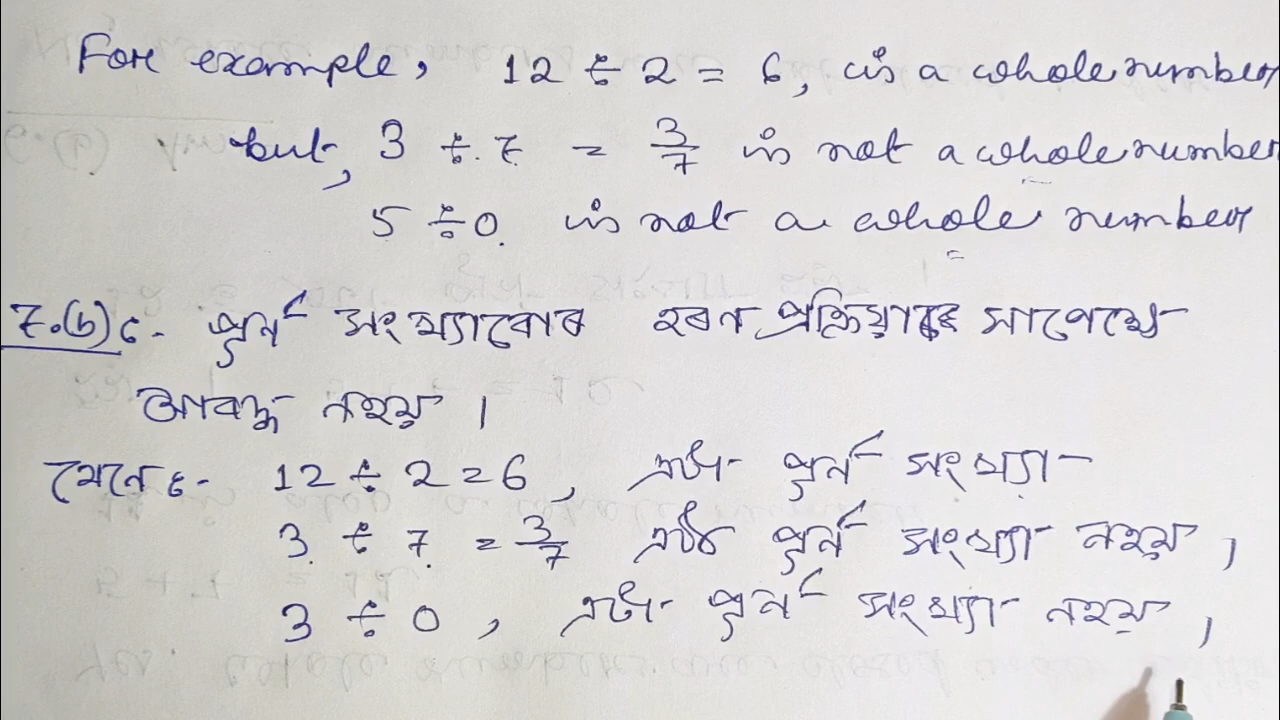 For example, 12 ÷ 2 = 6, is a whole number
but, 3 ÷ 7 = 3/7 is not a whole number
5 ÷ 0 is not a whole number
7.(b)ঃ- পূৰ্ণ সংখ্যাবোৰ হৰণ প্ৰক্ৰিয়াৰ সাপেক্ষে
আবদ্ধ নহয় ।
যেনেঃ- 12 ÷ 2 = 6, এটা পূৰ্ণ সংখ্যা
3 ÷ 7 = 3/7 এটা পূৰ্ণ সংখ্যা নহয়,
3 ÷ 0, এটা পূৰ্ণ সংখ্যা নহয়,